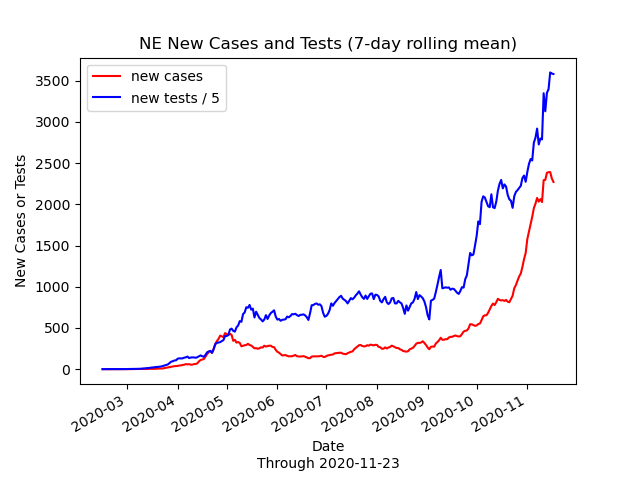 NE New Cases and Tests (7-day rolling mean)
new cases
new tests / 5
New Cases or Tests
3500
3000
2500
2000
1500
1000
500
0
2020-03
2020-04
2020-05
2020-06
2020-07
2020-08
2020-09
2020-10
2020-11
Date
Through 2020-11-23